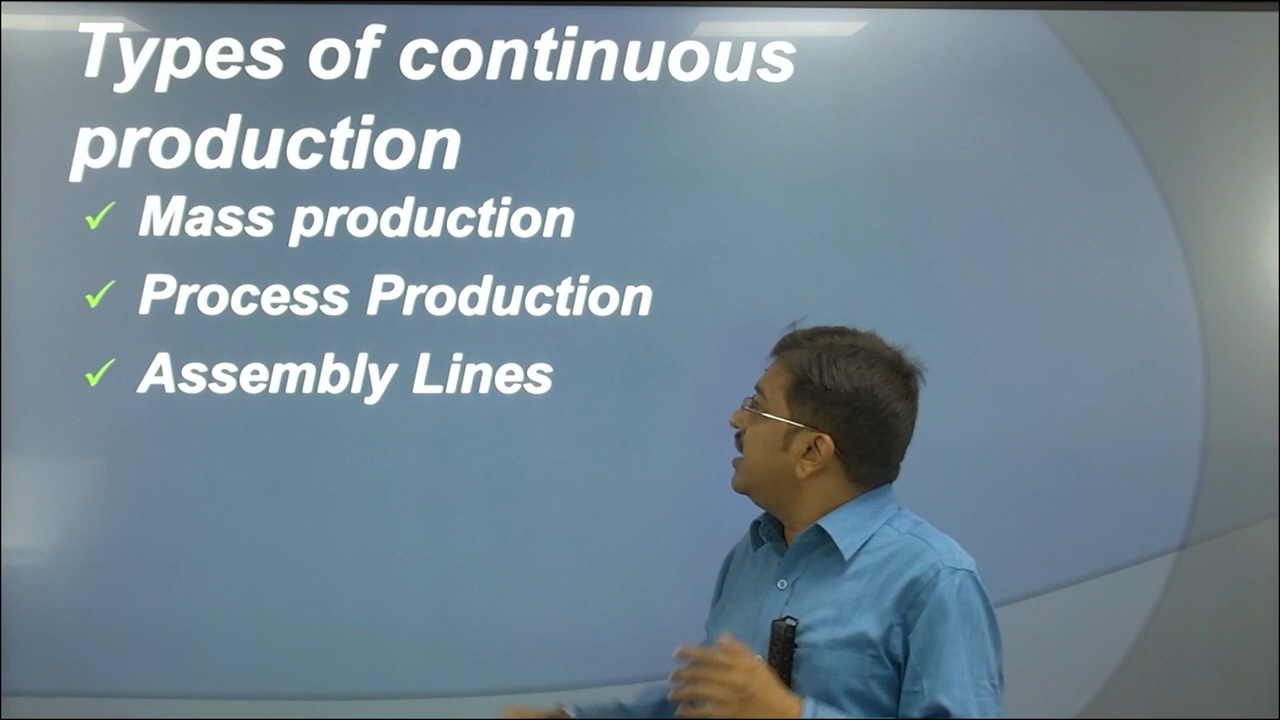 Types of continuous
production
✓ Mass production
✓ Process Production
✓ Assembly Lines